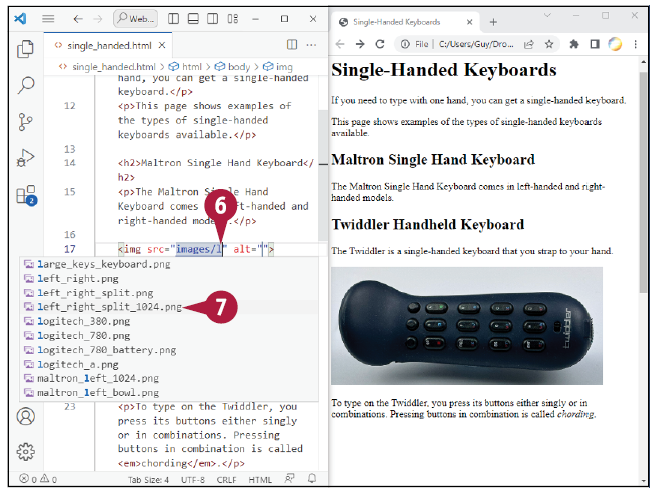 Web...
single_handed.html
single_handed.html > html > body > img
hand, you can get a single-handed
keyboard.</p>
12 <p>This page shows examples of
the types of single-handed
keyboards available.</p>
13
14 <h2>Maltron Single Hand Keyboard</
h2>
15 <p>The Maltron Single Hand
Keyboard comes in left-handed and
right-handed models.</p>
16
6
17 <img src="images/l" alt="">
large_keys_keyboard.png
left_right.png
left_right_split.png
left_right_split_1024.png
7
logitech_380.png
logitech_780.png
logitech_780_battery.png
logitech_a.png
maltron_left_1024.png
maltron_left_bowl.png
23 <p>To type on the Twiddler, you
press its buttons either singly
or in combinations. Pressing
buttons in combination is called
<em>chording</em>.</p>
2
0 0 Tab Size: 4 UTF-8 CRLF HTML
Single-Handed Keyboards
File | C:/Users/Guy/Dro...
Single-Handed Keyboards
If you need to type with one hand, you can get a single-handed keyboard.
This page shows examples of the types of single-handed keyboards
available.
Maltron Single Hand Keyboard
The Maltron Single Hand Keyboard comes in left-handed and right-
handed models.
Twiddler Handheld Keyboard
The Twiddler is a single-handed keyboard that you strap to your hand.
twiddler
To type on the Twiddler, you press its buttons either singly or in
combinations. Pressing buttons in combination is called chording.